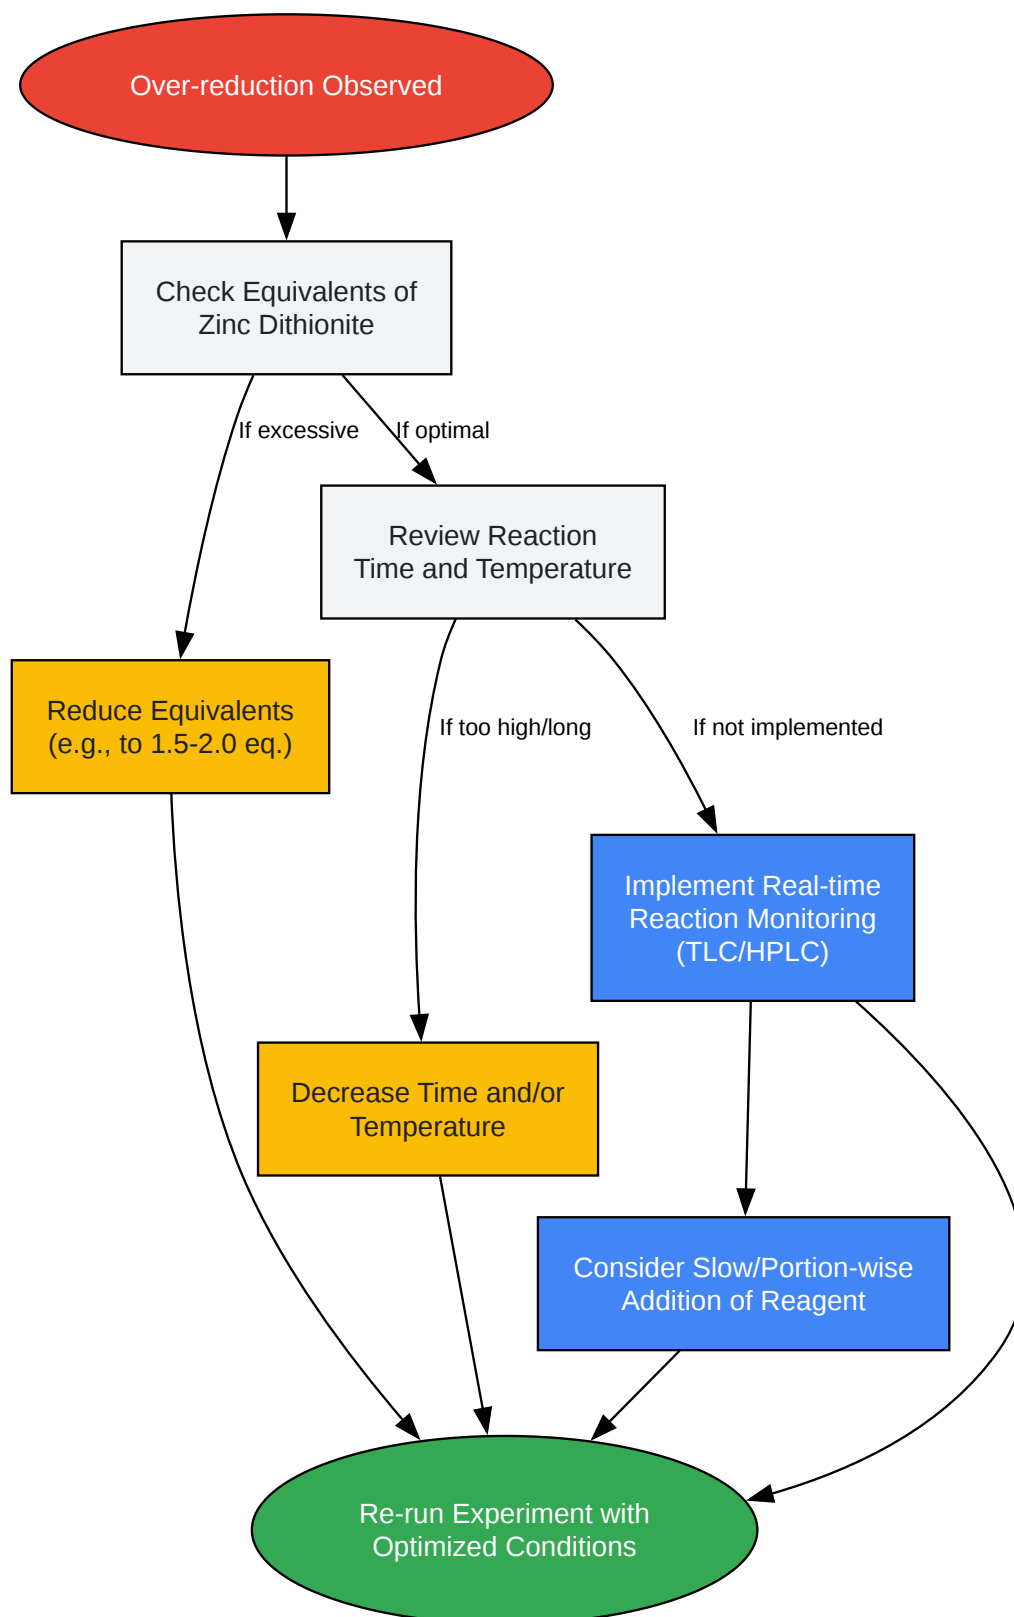 Over-reduction Observed
Check Equivalents of
Zinc Dithionite
If excessive
If optimal
Review Reaction
Time and Temperature
Reduce Equivalents
(e.g., to 1.5-2.0 eq.)
If too high/long
If not implemented
Implement Real-time
Reaction Monitoring
(TLC/HPLC)
Decrease Time and/or
Temperature
Consider Slow/Portion-wise
Addition of Reagent
Re-run Experiment with
Optimized Conditions